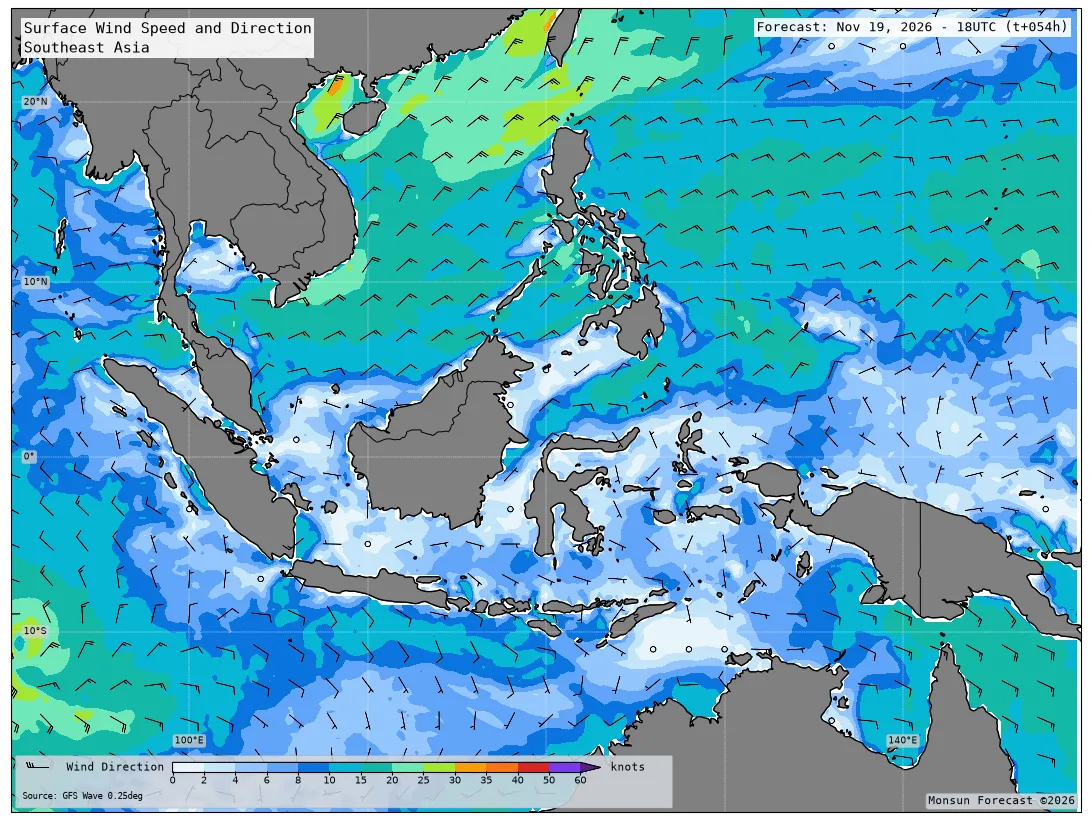 Surface Wind Speed and Direction
Southeast Asia
Forecast: Nov 19, 2026 - 18UTC (t+054h)
20°N
10°N
0°
10°S
100°E
140°E
Wind Direction
0 2 4 6 8 10 15 20 25 30 35 40 50 60
knots
Source: GFS Wave 0.25deg
Monsun Forecast ©2026